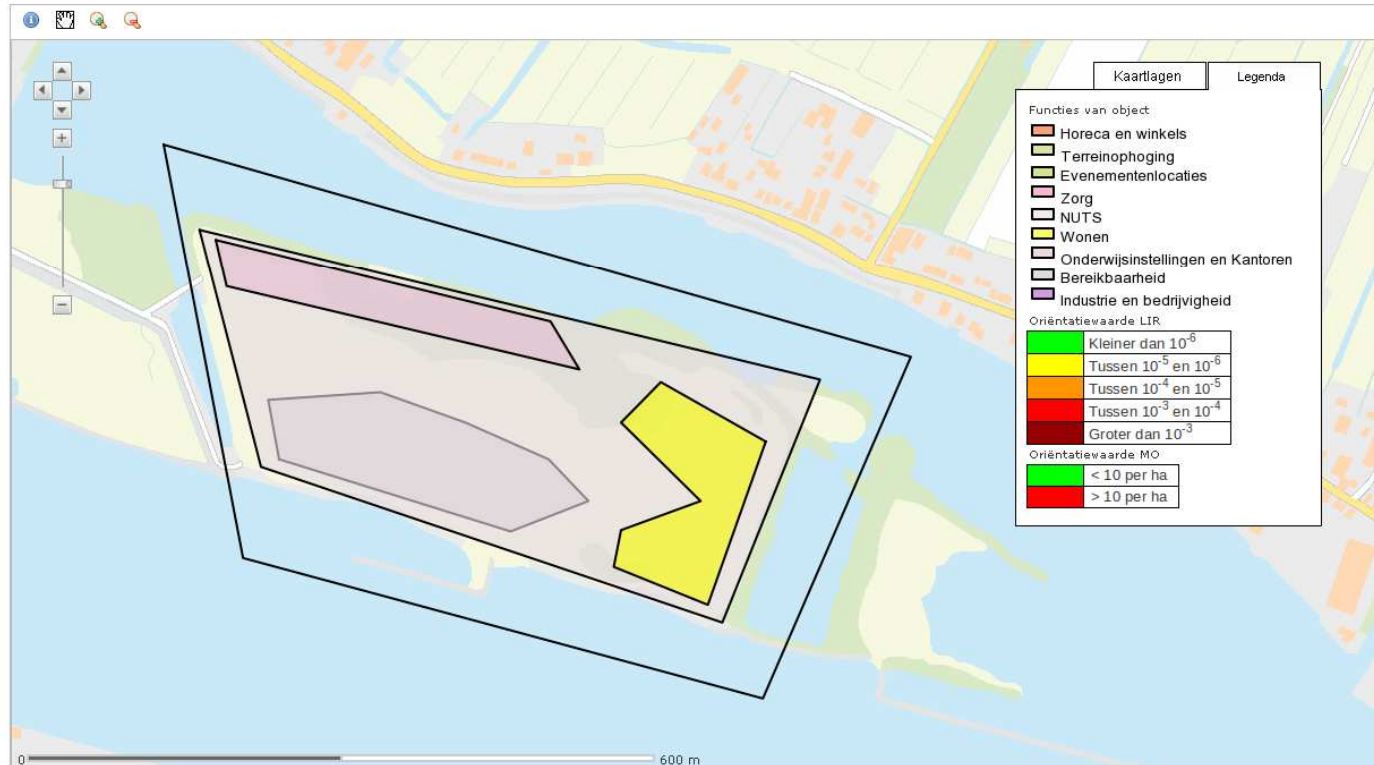 Kaartlagen
Legenda
Functies van object
Horeca en winkels
Terreinophoging
Evenementenlocaties
Zorg
NUTS
Wonen
Onderwijsinstellingen en Kantoren
Bereikbaarheid
Industrie en bedrijvigheid
Oriëntatiewaarde LIR
Kleiner dan 10⁻⁶
Tussen 10⁻⁵ en 10⁻⁶
Tussen 10⁻⁴ en 10⁻⁵
Tussen 10⁻³ en 10⁻⁴
Groter dan 10⁻³
Oriëntatiewaarde MO
< 10 per ha
> 10 per ha
0 600 m